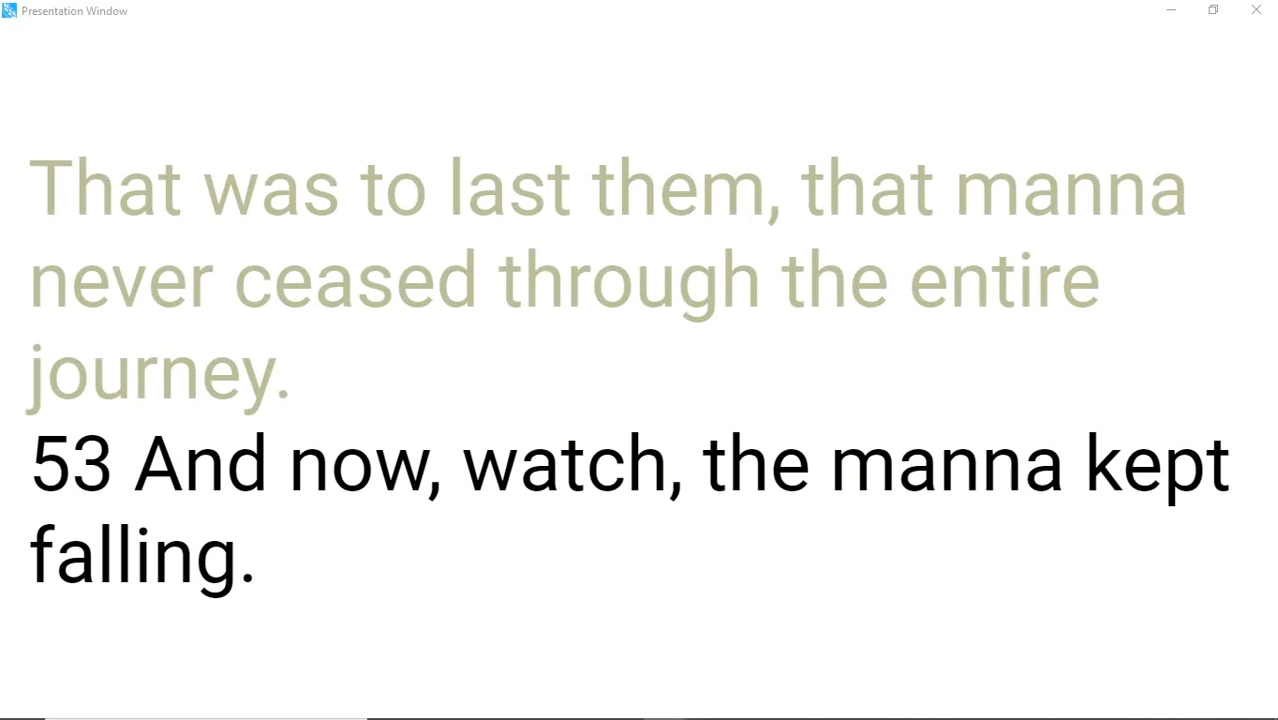 Presentation Window
That was to last them, that manna
never ceased through the entire
journey.
53 And now, watch, the manna kept
falling.